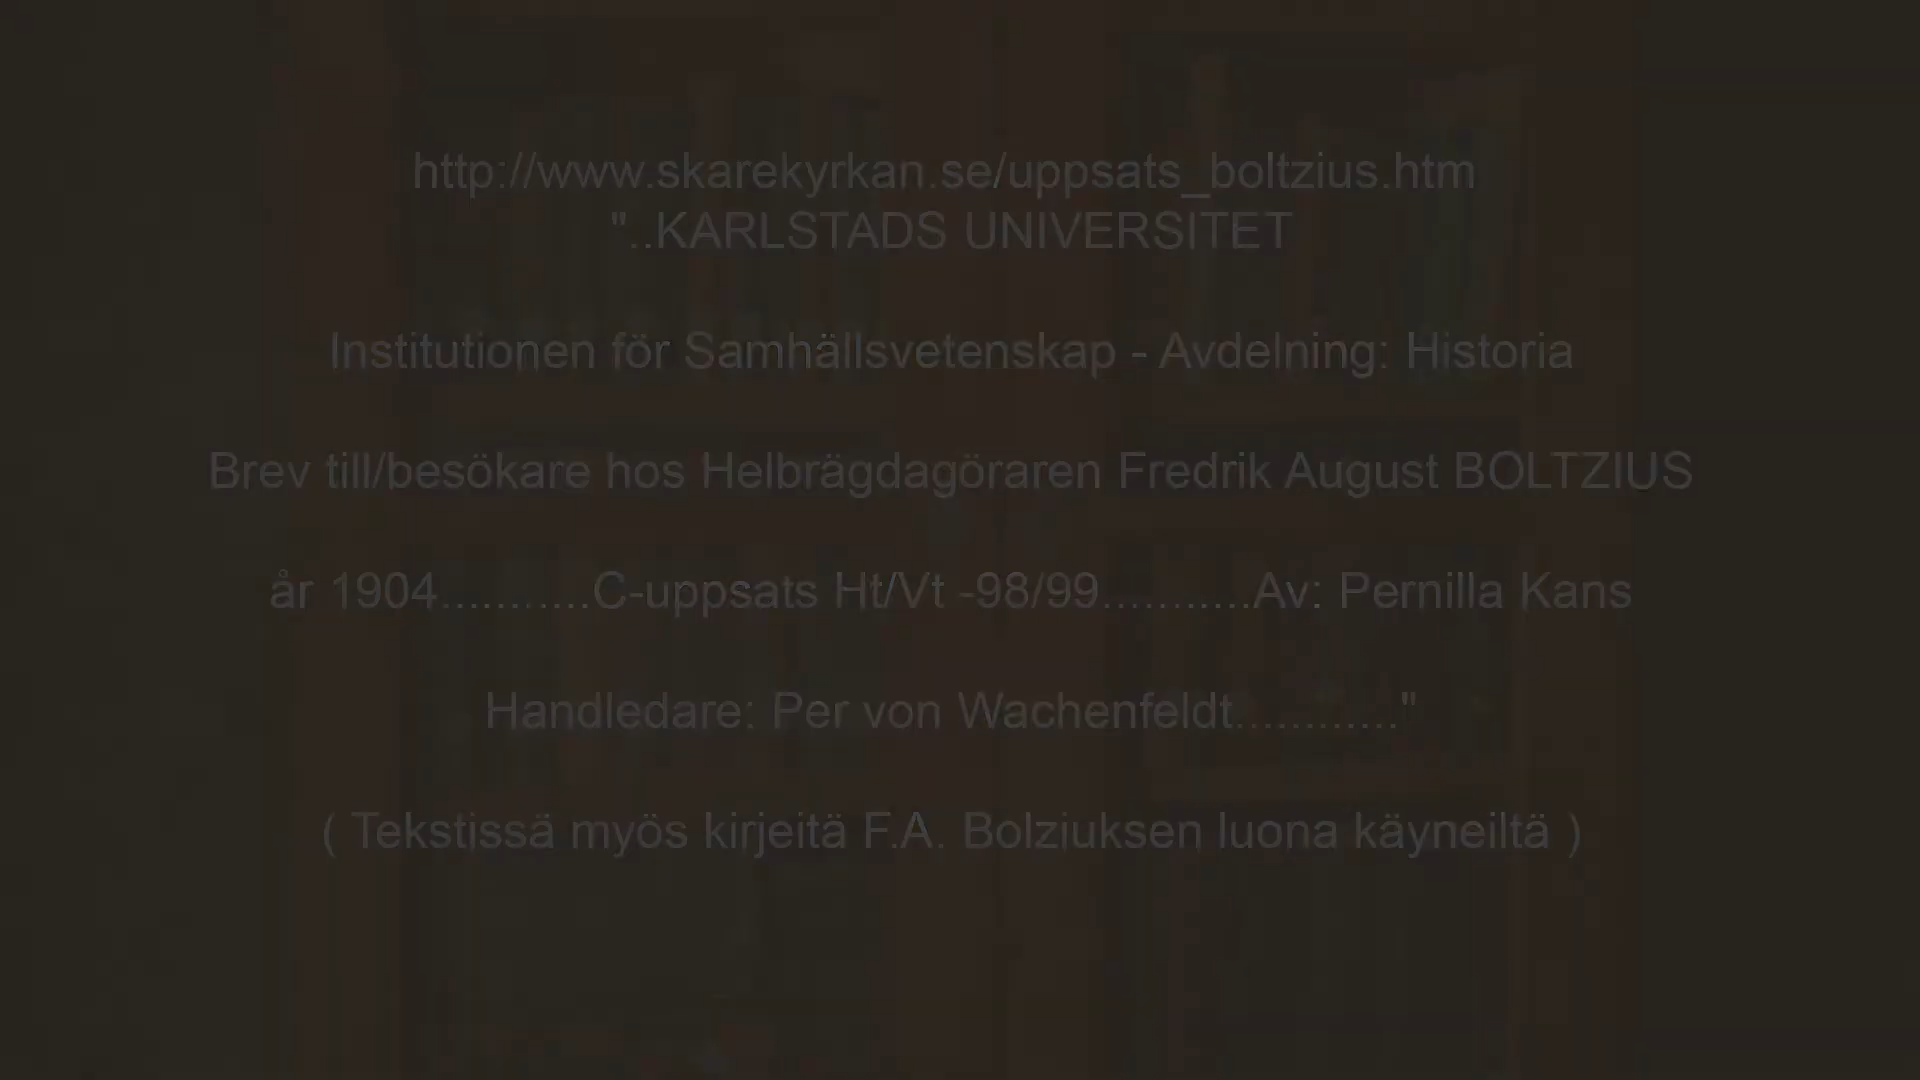 http://www.skarekyrkan.se/uppsats_boltzius.htm
"..KARLSTADS UNIVERSITET
Institutionen för Samhällsvetenskap - Avdelning: Historia
Brev till/besökare hos Helbrägdagöraren Fredrik August BOLTZIUS
år 1904...........C-uppsats Ht/Vt -98/99...........Av: Pernilla Kans
Handledare: Per von Wachenfeldt............"
( Tekstissä myös kirjeitä F.A. Bolziuksen luona käyneiltä )